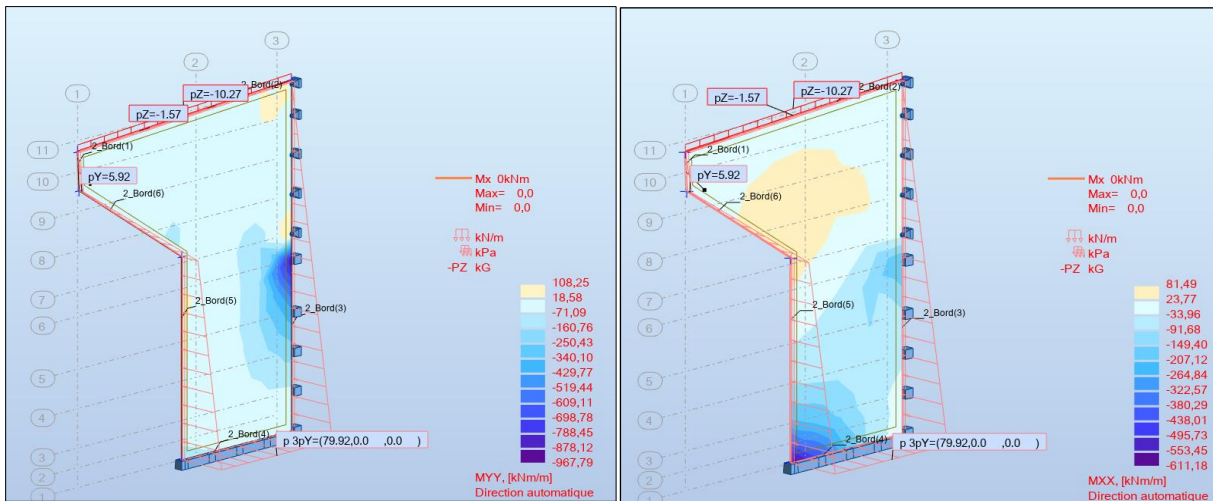 3
2
2_Bord(2)
pZ=-10.27
pZ=-1.57
1
11
2_Bord(1)
10
pY=5.92
2_Bord(6)
9
8
7
6
2_Bord(5)
2_Bord(3)
5
4
2_Bord(4)
p 3pY=(79.92,0.0 ,0.0 )
3
2
1
Mx 0kNm
Max= 0,0
Min= 0,0
kN/m
kPa
-PZ kG
108,25
18,58
-71,09
-160,76
-250,43
-340,10
-429,77
-519,44
-609,11
-698,78
-788,45
-878,12
-967,79
MYY, [kNm/m]
Direction automatique
3
2
2_Bord(2)
pZ=-10.27
pZ=-1.57
1
11
2_Bord(1)
10
pY=5.92
2_Bord(6)
9
8
7
6
2_Bord(5)
2_Bord(3)
5
4
2_Bord(4)
p 3pY=(79.92,0.0 ,0.0 )
3
2
1
Mx 0kNm
Max= 0,0
Min= 0,0
kN/m
kPa
-PZ kG
81,49
23,77
-33,96
-91,68
-149,40
-207,12
-264,84
-322,57
-380,29
-438,01
-495,73
-553,45
-611,18
MXX, [kNm/m]
Direction automatique